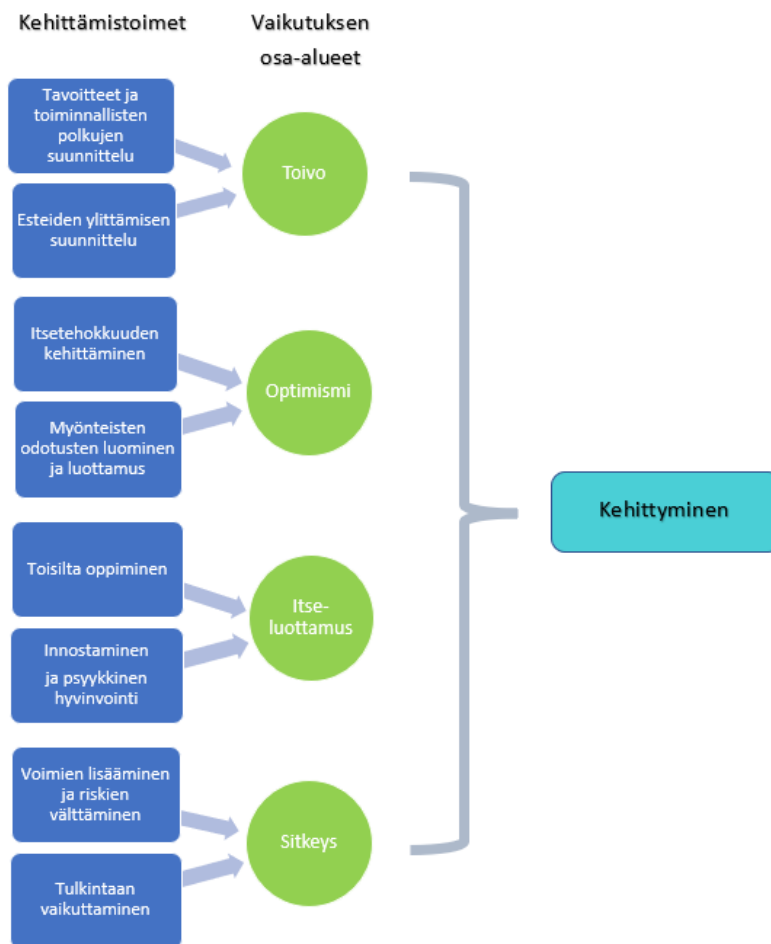 Kehittämistoimet
Vaikutuksen
osa-alueet
Tavoitteet ja
toiminnallisten
polkujen
suunnittelu
Esteiden ylittämisen
suunnittelu
Toivo
Itsetehokkuuden
kehittäminen
Myönteisten
odotusten luominen
ja luottamus
Optimismi
Toisilta oppiminen
Innostaminen
ja psyykkinen
hyvinvointi
Itse-
luottamus
Voimien lisääminen
ja riskien
välttäminen
Tulkintaan
vaikuttaminen
Sitkeys
Kehittyminen